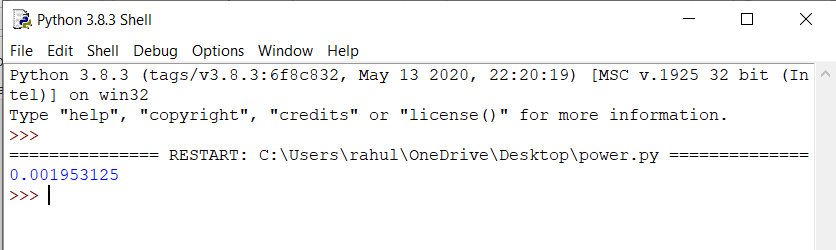 Python 3.8.3 Shell
File Edit Shell Debug Options Window Help
Python 3.8.3 (tags/v3.8.3:6f8c832, May 13 2020, 22:20:19) [MSC v.1925 32 bit (In
tel)] on win32
Type "help", "copyright", "credits" or "license()" for more information.
>>>
=============== RESTART: C:\Users\rahul\OneDrive\Desktop\power.py ==============
0.001953125
>>>